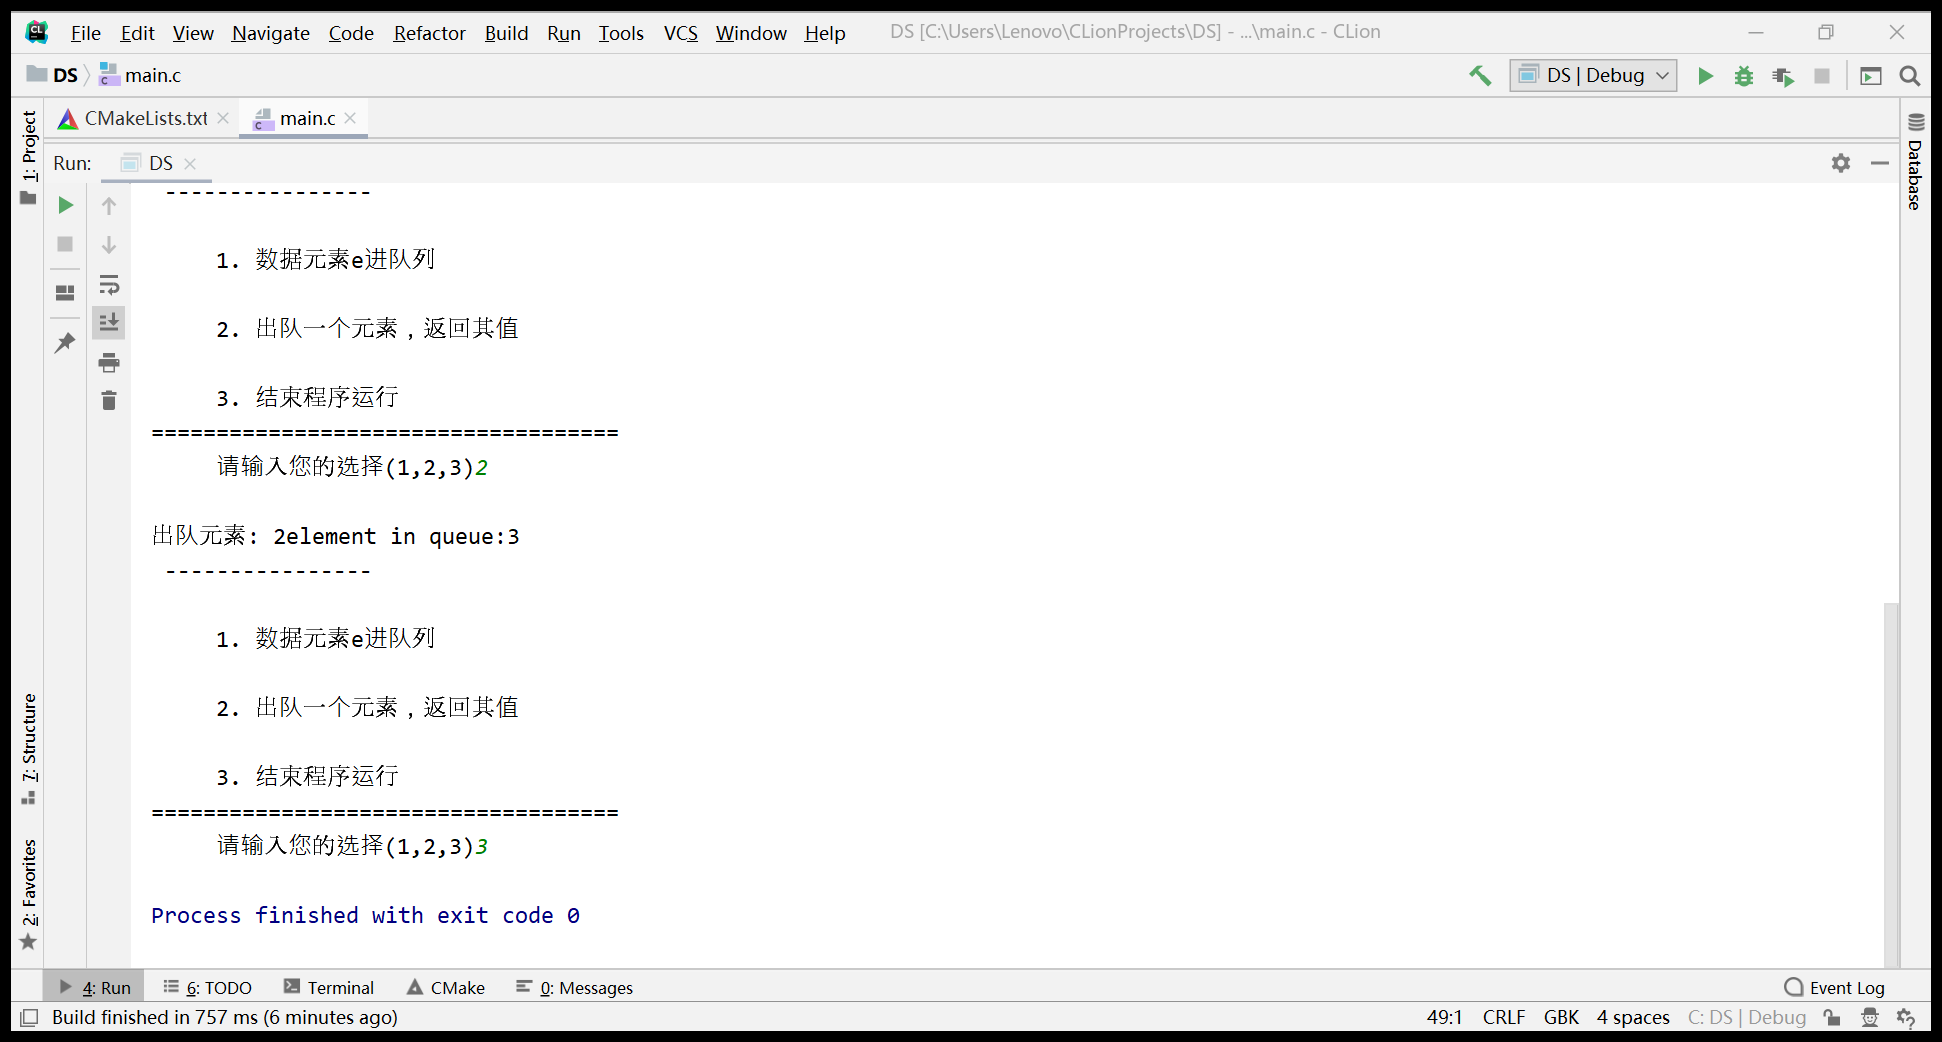 File Edit View Navigate Code Refactor Build Run Tools VCS Window Help DS [C:\Users\Lenovo\CLionProjects\DS] - ...\main.c - CLion
DS main.c DS | Debug
CMakeLists.txt main.c
Run: DS
1: Project
7: Structure
2: Favorites
Database
----------------
1. 数据元素e进队列
2. 出队一个元素，返回其值
3. 结束程序运行
====================================
请输入您的选择(1,2,3)2
出队元素: 2element in queue:3
----------------
1. 数据元素e进队列
2. 出队一个元素，返回其值
3. 结束程序运行
====================================
请输入您的选择(1,2,3)3
Process finished with exit code 0
4: Run 6: TODO Terminal CMake 0: Messages Event Log
Build finished in 757 ms (6 minutes ago) 49:1 CRLF GBK 4 spaces C: DS | Debug